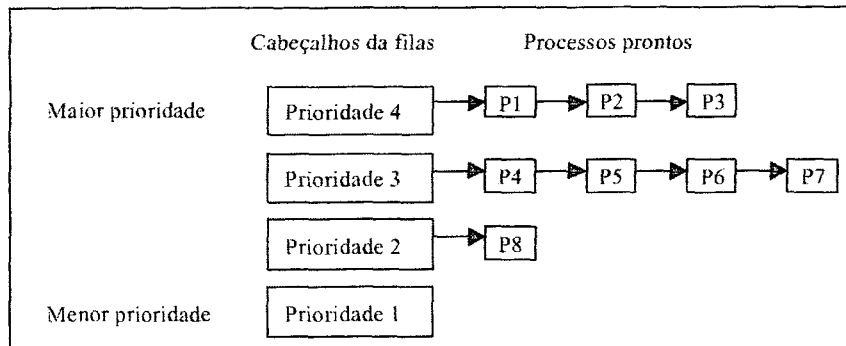 Cabeçalhos da filas Processos prontos
Maior prioridade Prioridade 4 P1 P2 P3
Prioridade 3 P4 P5 P6 P7
Prioridade 2 P8
Menor prioridade Prioridade 1